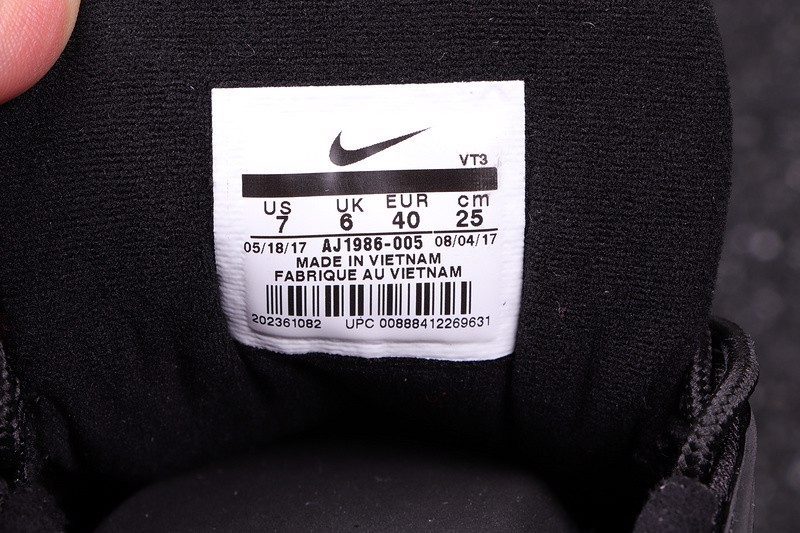 VT3
US UK EUR cm
7 6 40 25
05/18/17 AJ1986-005 08/04/17
MADE IN VIETNAM
FABRIQUE AU VIETNAM
202361082 UPC 00888412269631